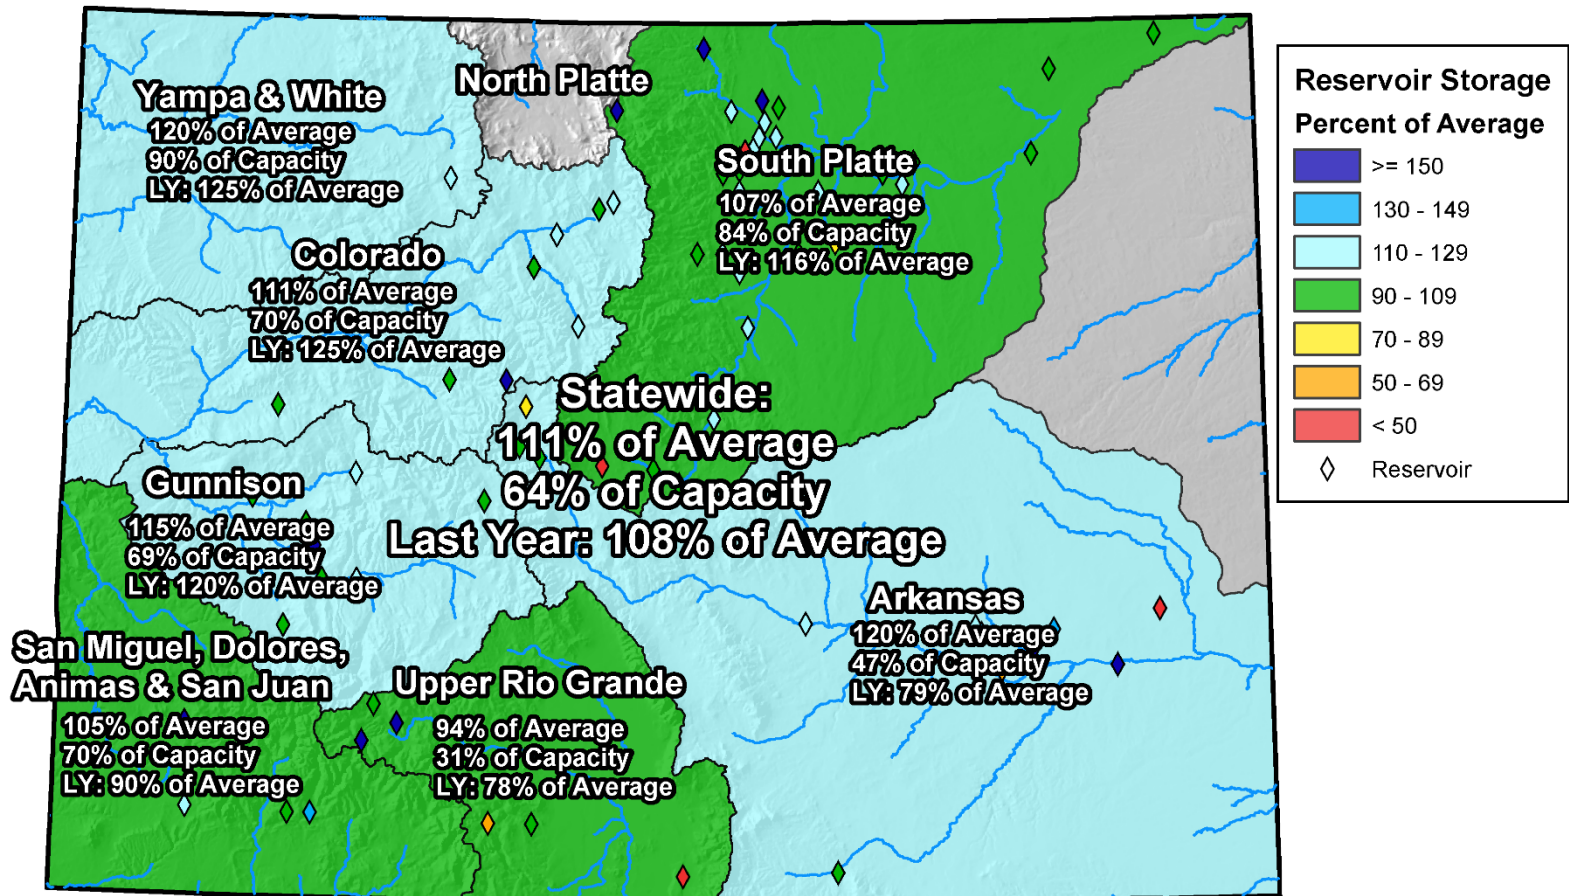 North Platte
Yampa & White
120% of Average
90% of Capacity
LY: 125% of Average
South Platte
107% of Average
84% of Capacity
LY: 116% of Average
Colorado
111% of Average
70% of Capacity
LY: 125% of Average
Statewide:
111% of Average
64% of Capacity
Last Year: 108% of Average
Gunnison
115% of Average
69% of Capacity
LY: 120% of Average
Arkansas
120% of Average
47% of Capacity
LY: 79% of Average
San Miguel, Dolores,
Animas & San Juan
105% of Average
70% of Capacity
LY: 90% of Average
Upper Rio Grande
94% of Average
31% of Capacity
LY: 78% of Average
Reservoir Storage
Percent of Average
>= 150
130 - 149
110 - 129
90 - 109
70 - 89
50 - 69
< 50
Reservoir